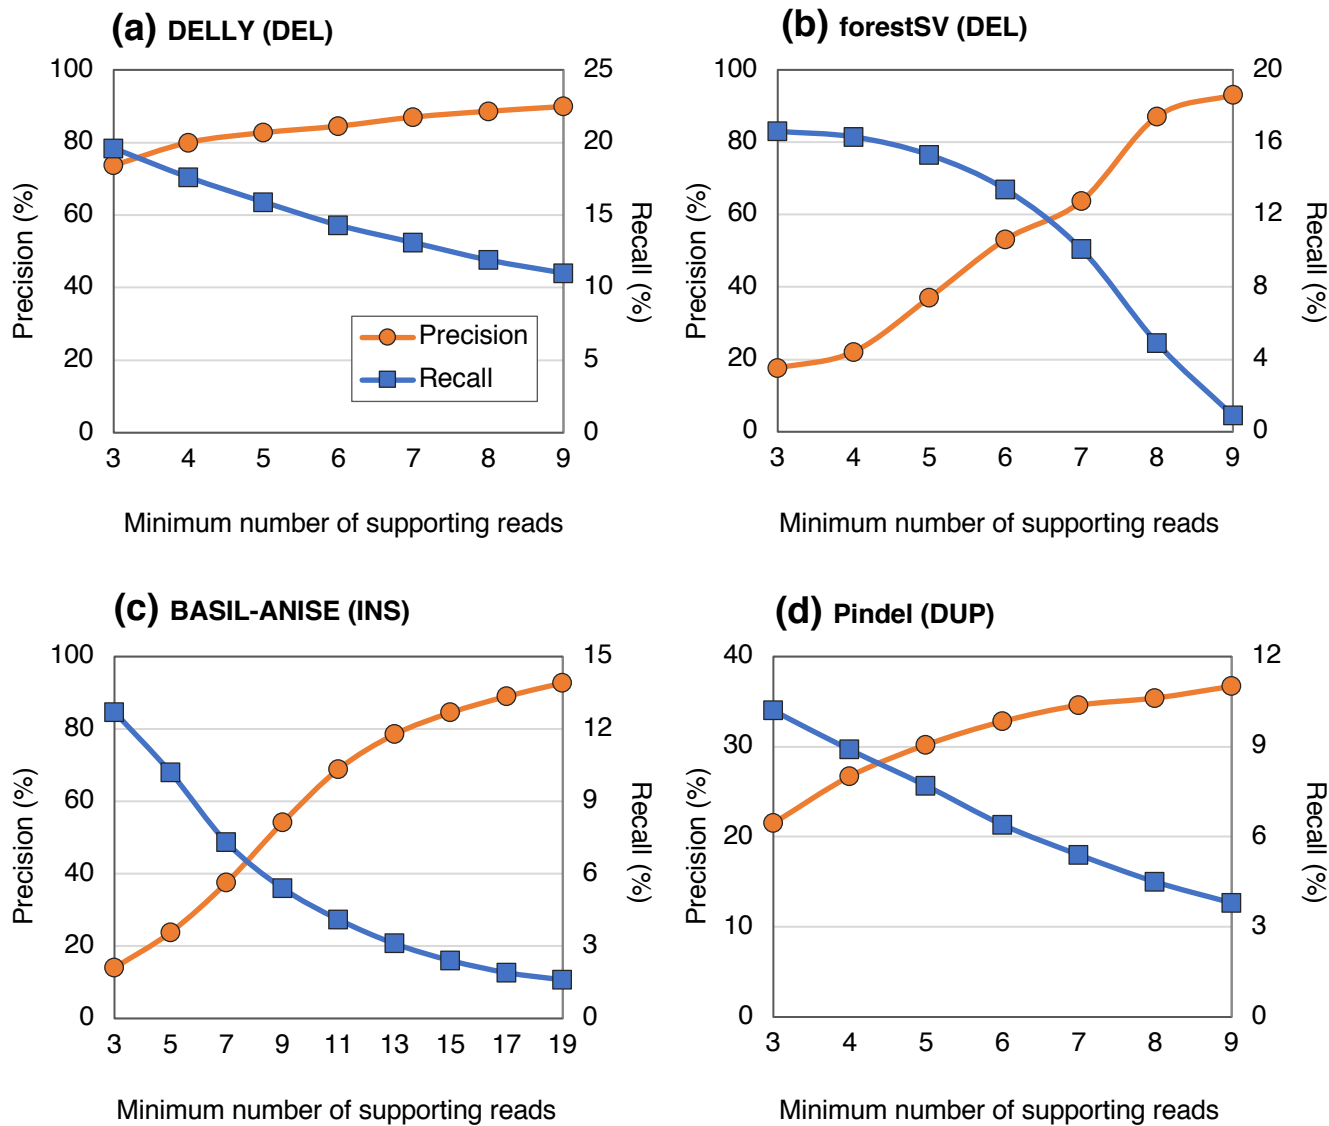 (a) DELLY (DEL)
100
80
60
40
20
0
25
20
15
10
5
0
Precision (%)
Recall (%)
Precision
Recall
3 4 5 6 7 8 9
Minimum number of supporting reads
(b) forestSV (DEL)
100
80
60
40
20
0
20
16
12
8
4
0
Precision (%)
Recall (%)
3 4 5 6 7 8 9
Minimum number of supporting reads
(c) BASIL-ANISE (INS)
100
80
60
40
20
0
15
12
9
6
3
0
Precision (%)
Recall (%)
3 5 7 9 11 13 15 17 19
Minimum number of supporting reads
(d) Pindel (DUP)
40
30
20
10
0
12
9
6
3
0
Precision (%)
Recall (%)
3 4 5 6 7 8 9
Minimum number of supporting reads